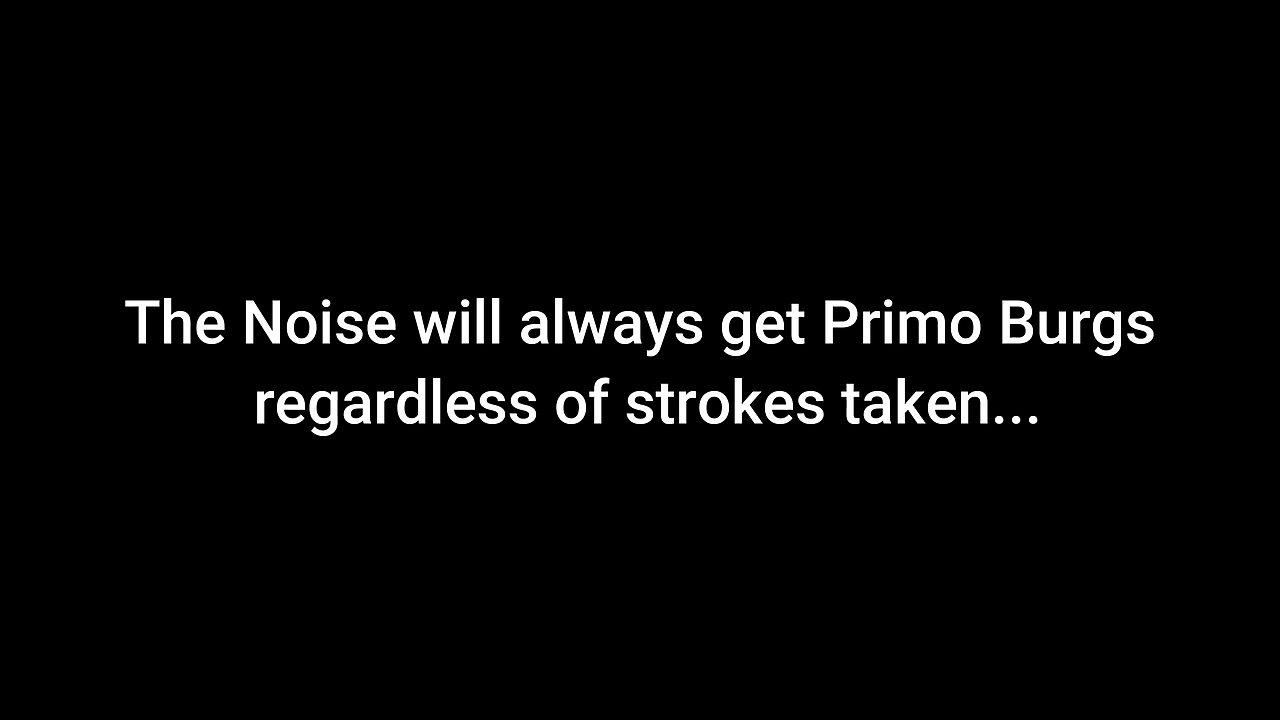 The Noise will always get Primo Burgs
regardless of strokes taken...